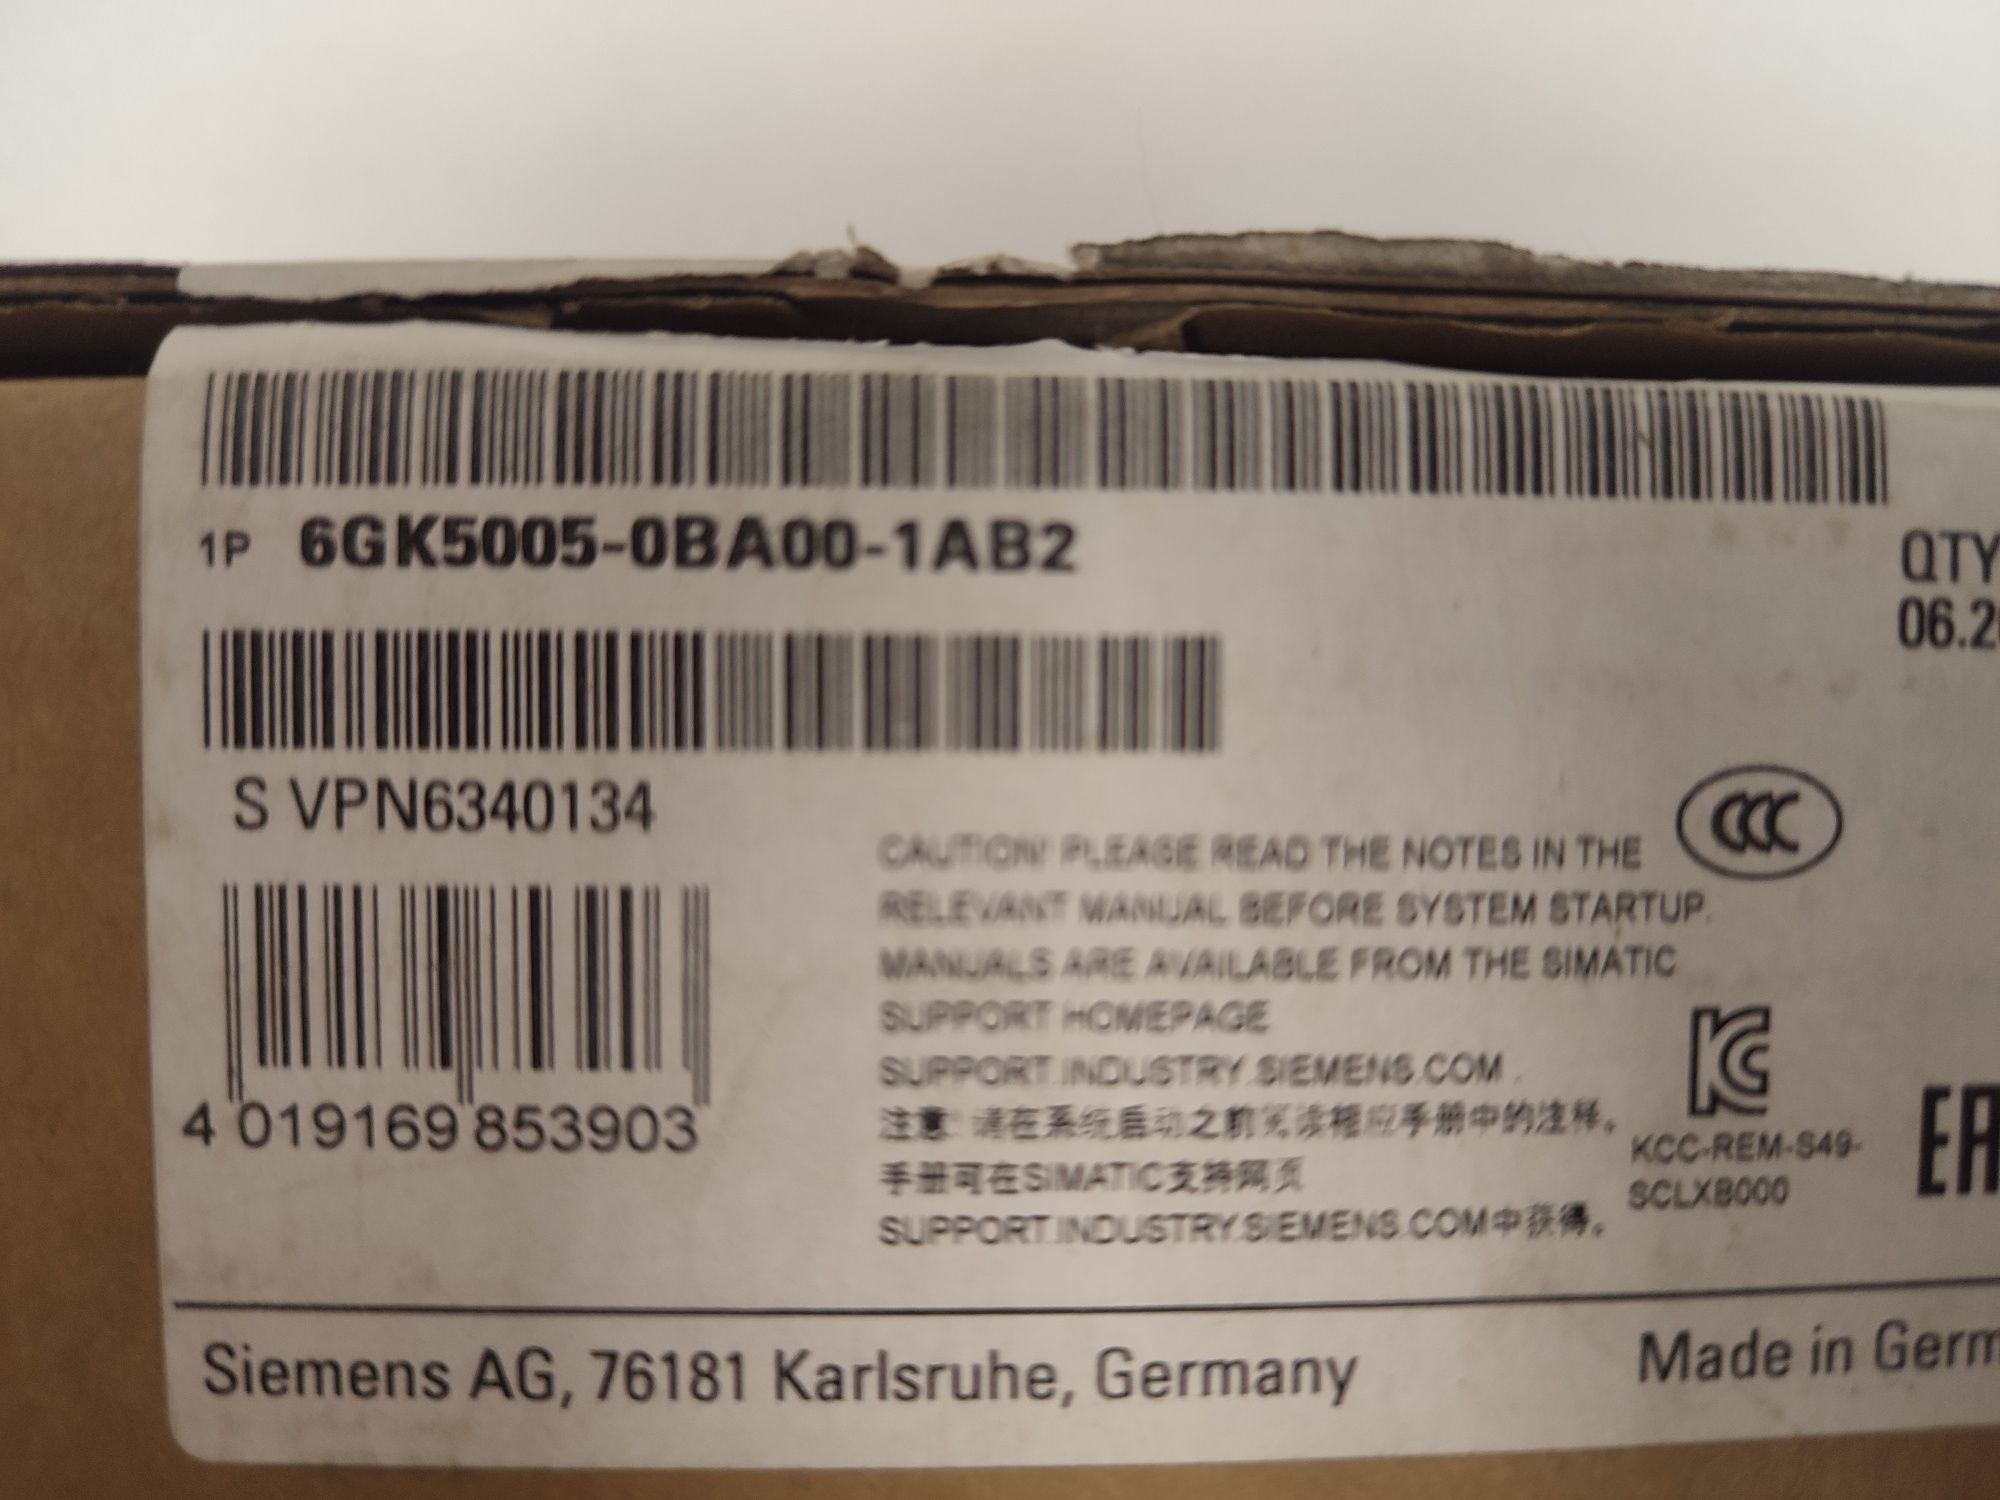 1P 6GK5005-0BA00-1AB2
QTY
06.2
S VPN6340134
CCC
CAUTION! PLEASE READ THE NOTES IN THE
RELEVANT MANUAL BEFORE SYSTEM STARTUP.
MANUALS ARE AVAILABLE FROM THE SIMATIC
SUPPORT HOMEPAGE
SUPPORT.INDUSTRY.SIEMENS.COM.
注意! 请在系统启动之前阅读相应手册中的注释。
手册可在SIMATIC支持网页
SUPPORT.INDUSTRY.SIEMENS.COM中获得。
KC
KCC-REM-S49-
SCLXB000
EA
4 019169 853903
Siemens AG, 76181 Karlsruhe, Germany
Made in Germ